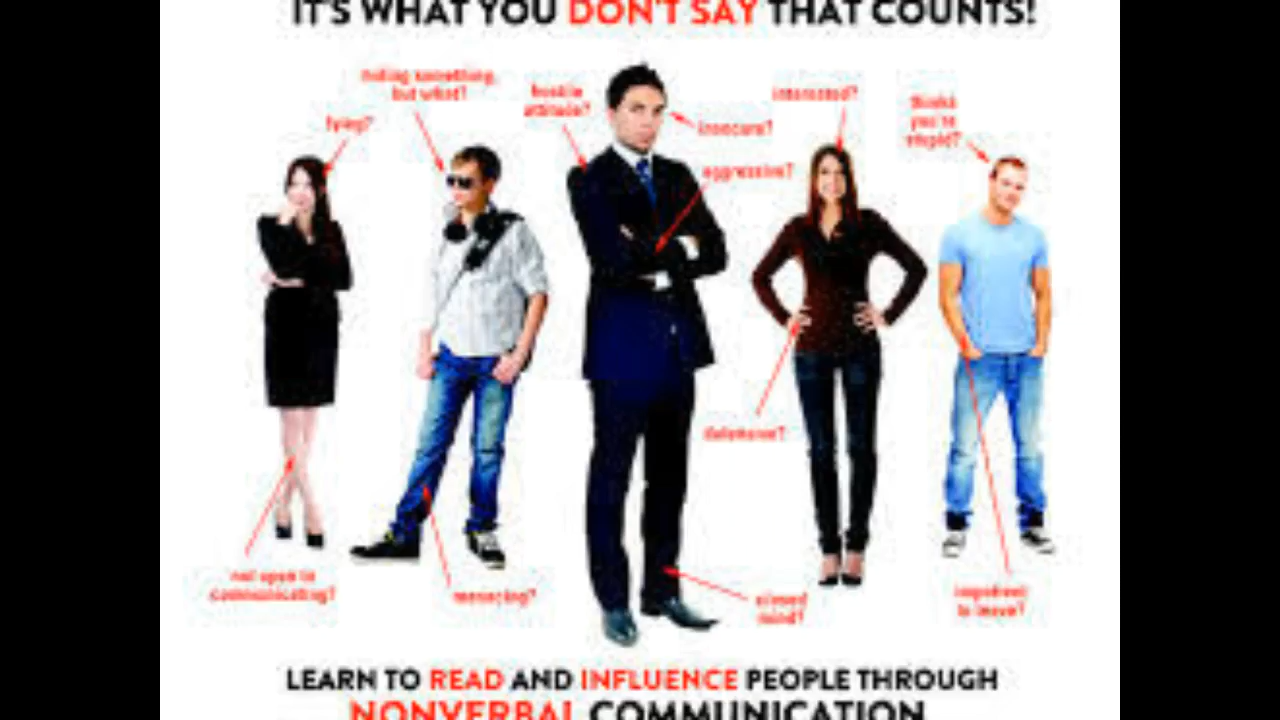 IT'S WHAT YOU DON'T SAY THAT COUNTS!
hiding something,
but what?
hostile
attitude?
interested?
thinks
you're
stupid?
lying?
insecure?
aggressive?
defensive?
not open to
communicating?
menacing?
closed
mind?
impatient
to leave?
LEARN TO READ AND INFLUENCE PEOPLE THROUGH
NONVERBAL COMMUNICATION